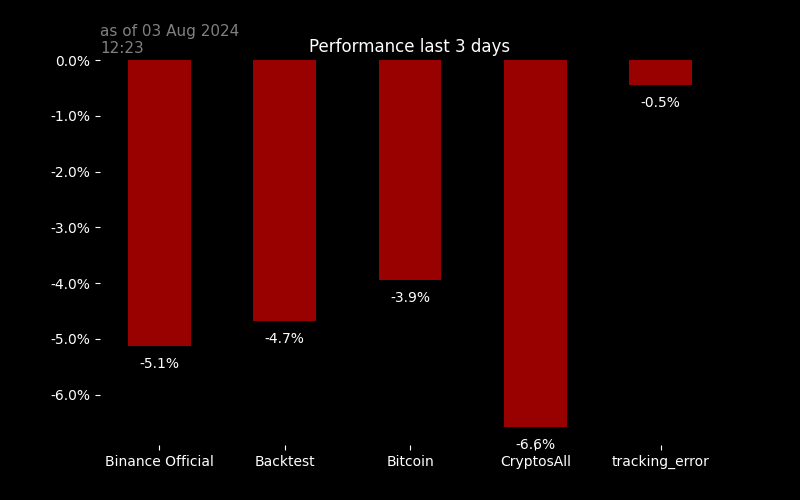 as of 03 Aug 2024
12:23
Performance last 3 days
0.0%
-1.0%
-2.0%
-3.0%
-4.0%
-5.0%
-6.0%
-5.1%
-4.7%
-3.9%
-6.6%
-0.5%
Binance Official
Backtest
Bitcoin
CryptosAll
tracking_error